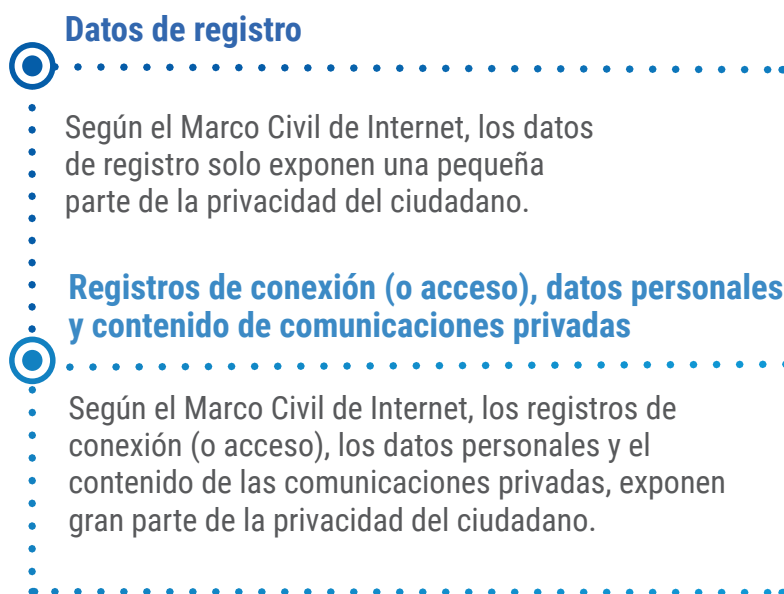 Datos de registro
Según el Marco Civil de Internet, los datos
de registro solo exponen una pequeña
parte de la privacidad del ciudadano.
Registros de conexión (o acceso), datos personales
y contenido de comunicaciones privadas
Según el Marco Civil de Internet, los registros de
conexión (o acceso), los datos personales y el
contenido de las comunicaciones privadas, exponen
gran parte de la privacidad del ciudadano.